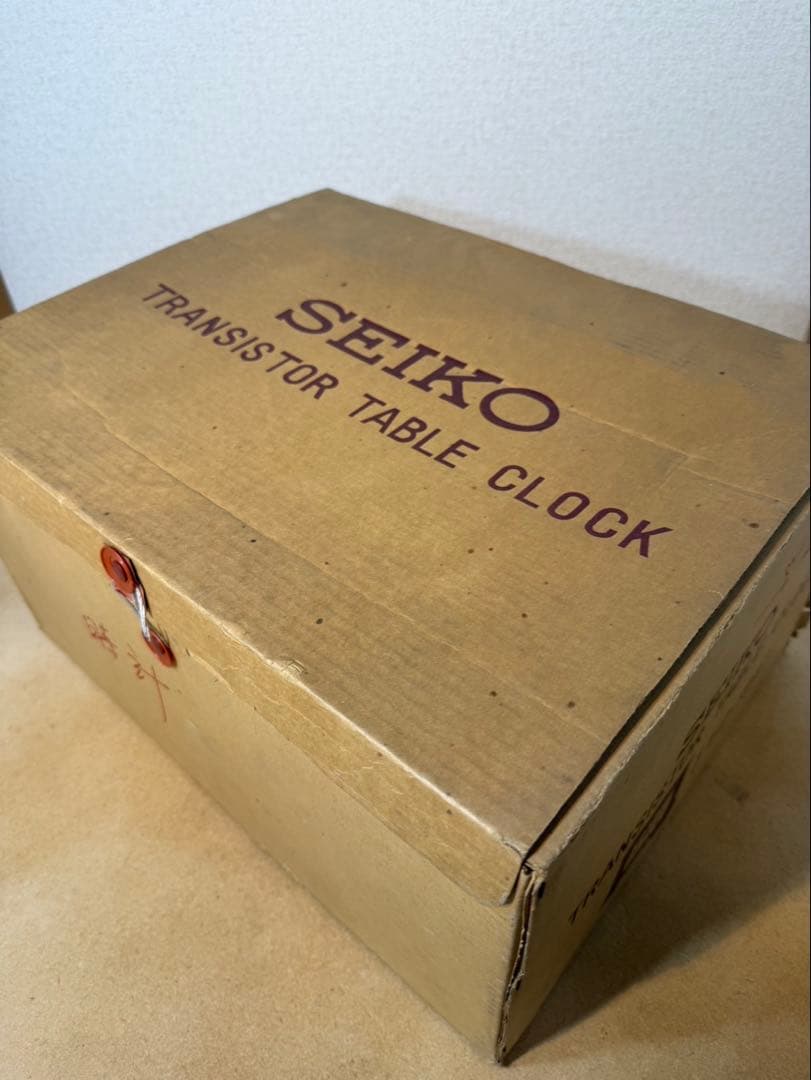 SEIKO
TRANSISTOR TABLE CLOCK
時計